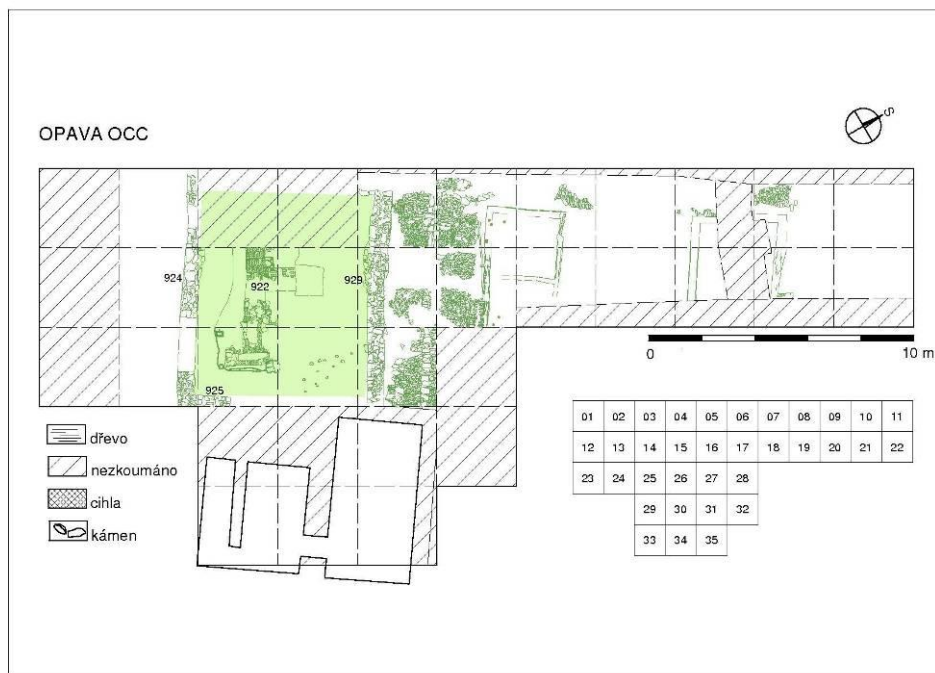 OPAVA OCC
S
924
922
929
925
0 10 m
dřevo
nezkoumáno
cihla
kámen
01 02 03 04 05 06 07 08 09 10 11
12 13 14 15 16 17 18 19 20 21 22
23 24 25 26 27 28
29 30 31 32
33 34 35